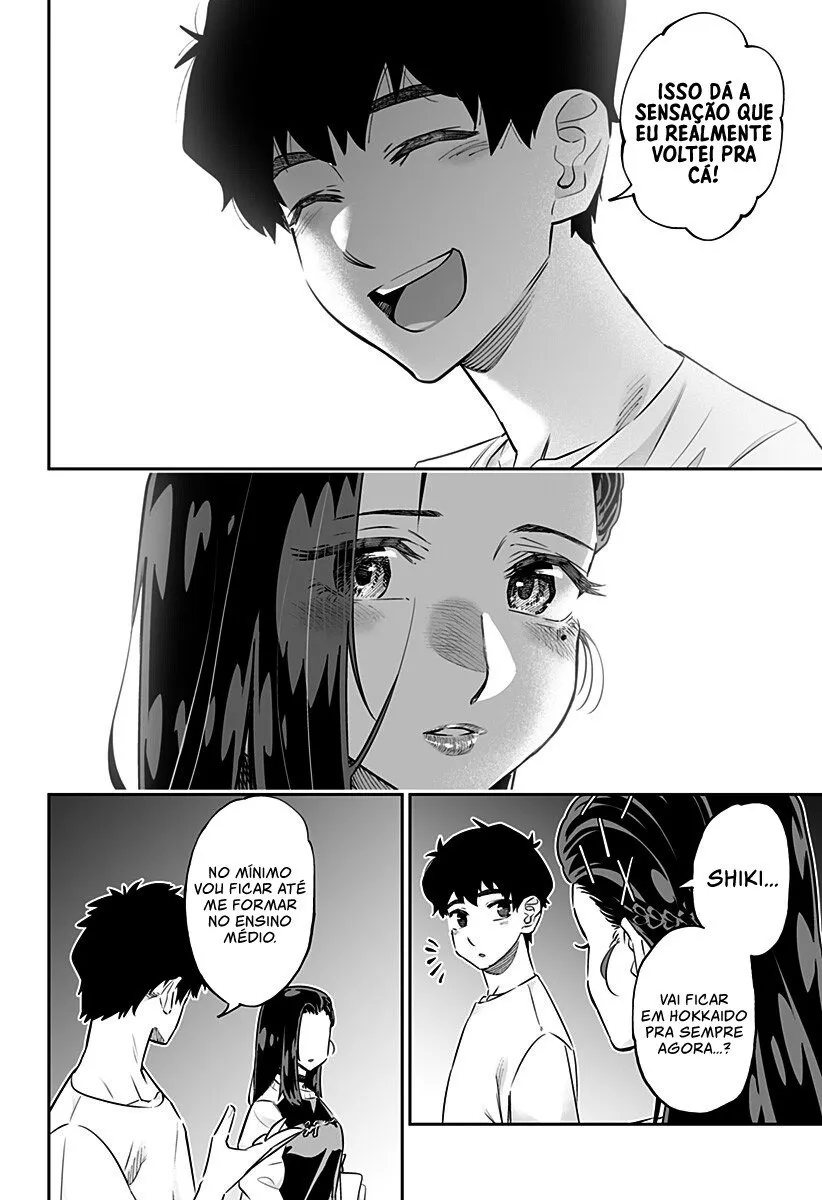 ISSO DÁ A
SENSAÇÃO QUE
EU REALMENTE
VOLTEI PRA
CÁ!
SHIKI...
VAI FICAR
EM HOKKAIDO
PRA SEMPRE
AGORA...?
NO MÍNIMO
VOU FICAR ATÉ
ME FORMAR
NO ENSINO
MÉDIO.